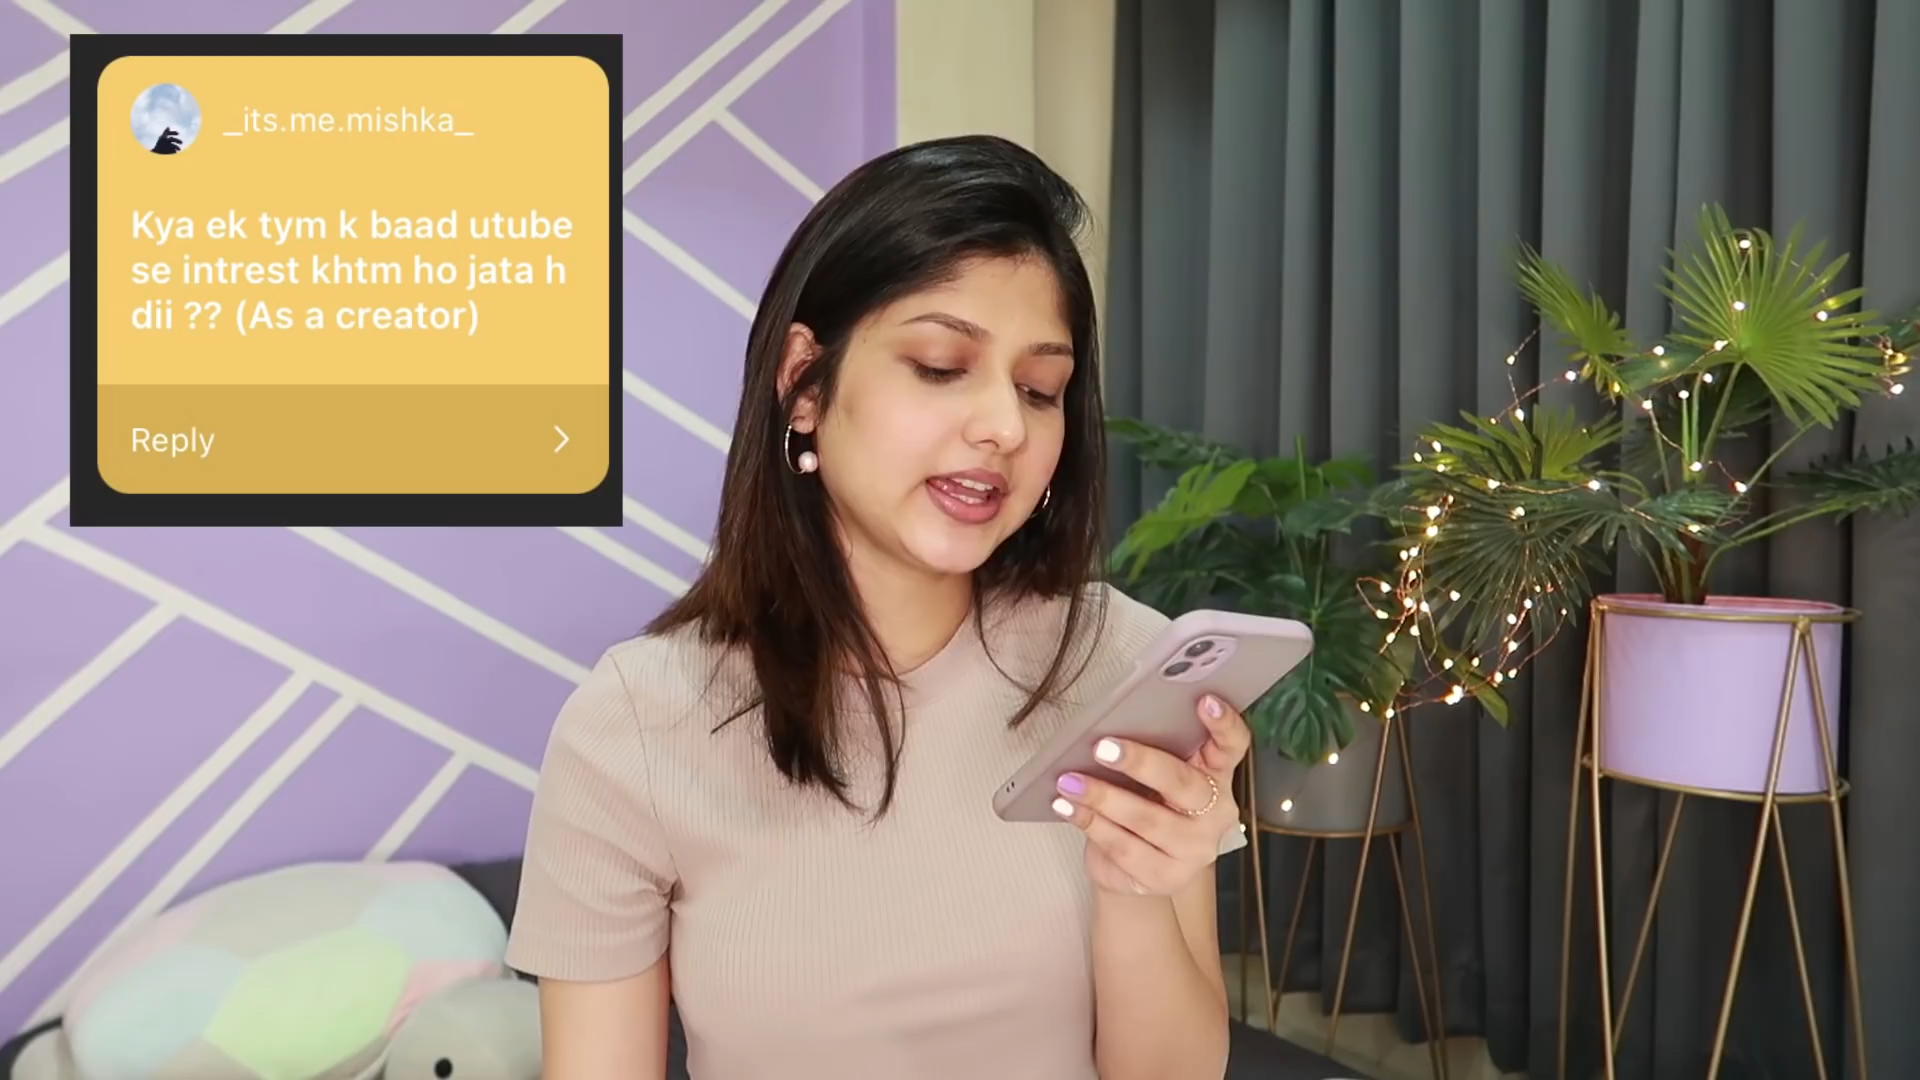 _its.me.mishka_
Kya ek tym k baad utube
se intrest khtm ho jata h
dii ?? (As a creator)
Reply